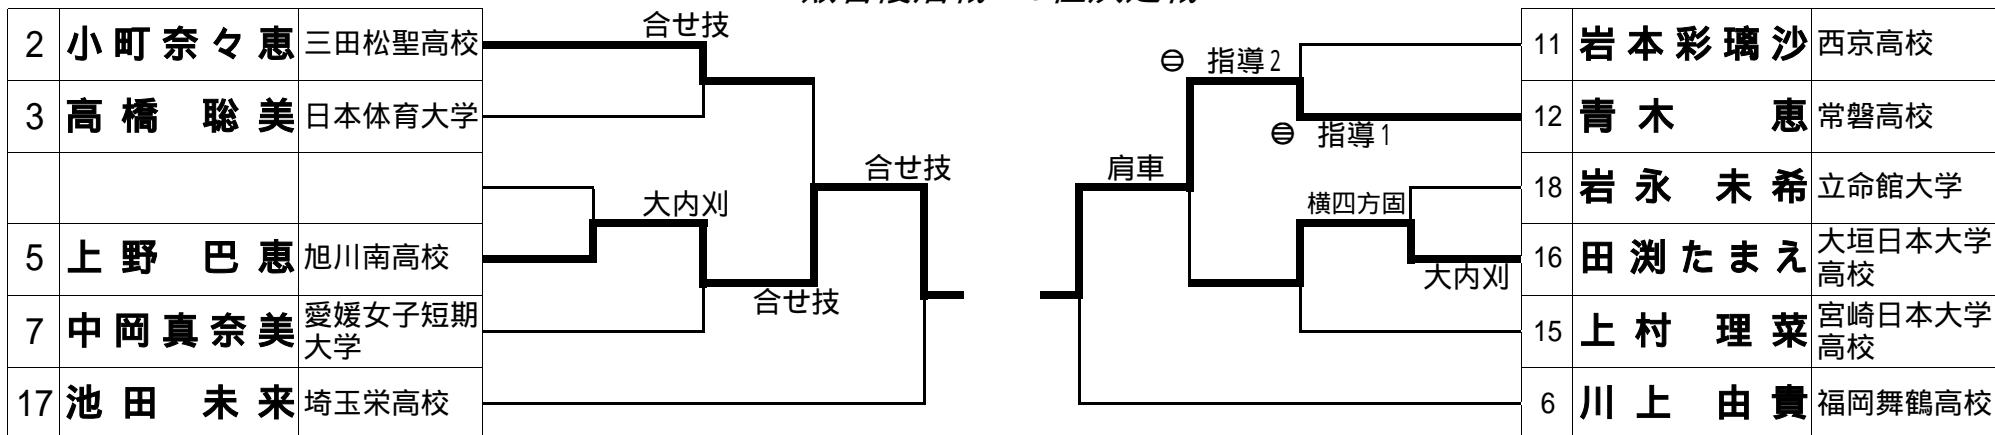 合せ技
2 小町奈々恵 三田松聖高校
3 高橋 聡美 日本体育大学
合せ技
大内刈
5 上野 巴恵 旭川南高校
合せ技
7 中岡真奈美 愛媛女子短期
大学
17 池田 未来 埼玉栄高校
⊖ 指導2
11 岩本彩璃沙 西京高校
12 青木 恵 常磐高校
⊖ 指導1
肩車
18 岩永 未希 立命館大学
横四方固
16 田渕たまえ 大垣日本大学
高校
大内刈
15 上村 理菜 宮崎日本大学
高校
6 川上 由貴 福岡舞鶴高校